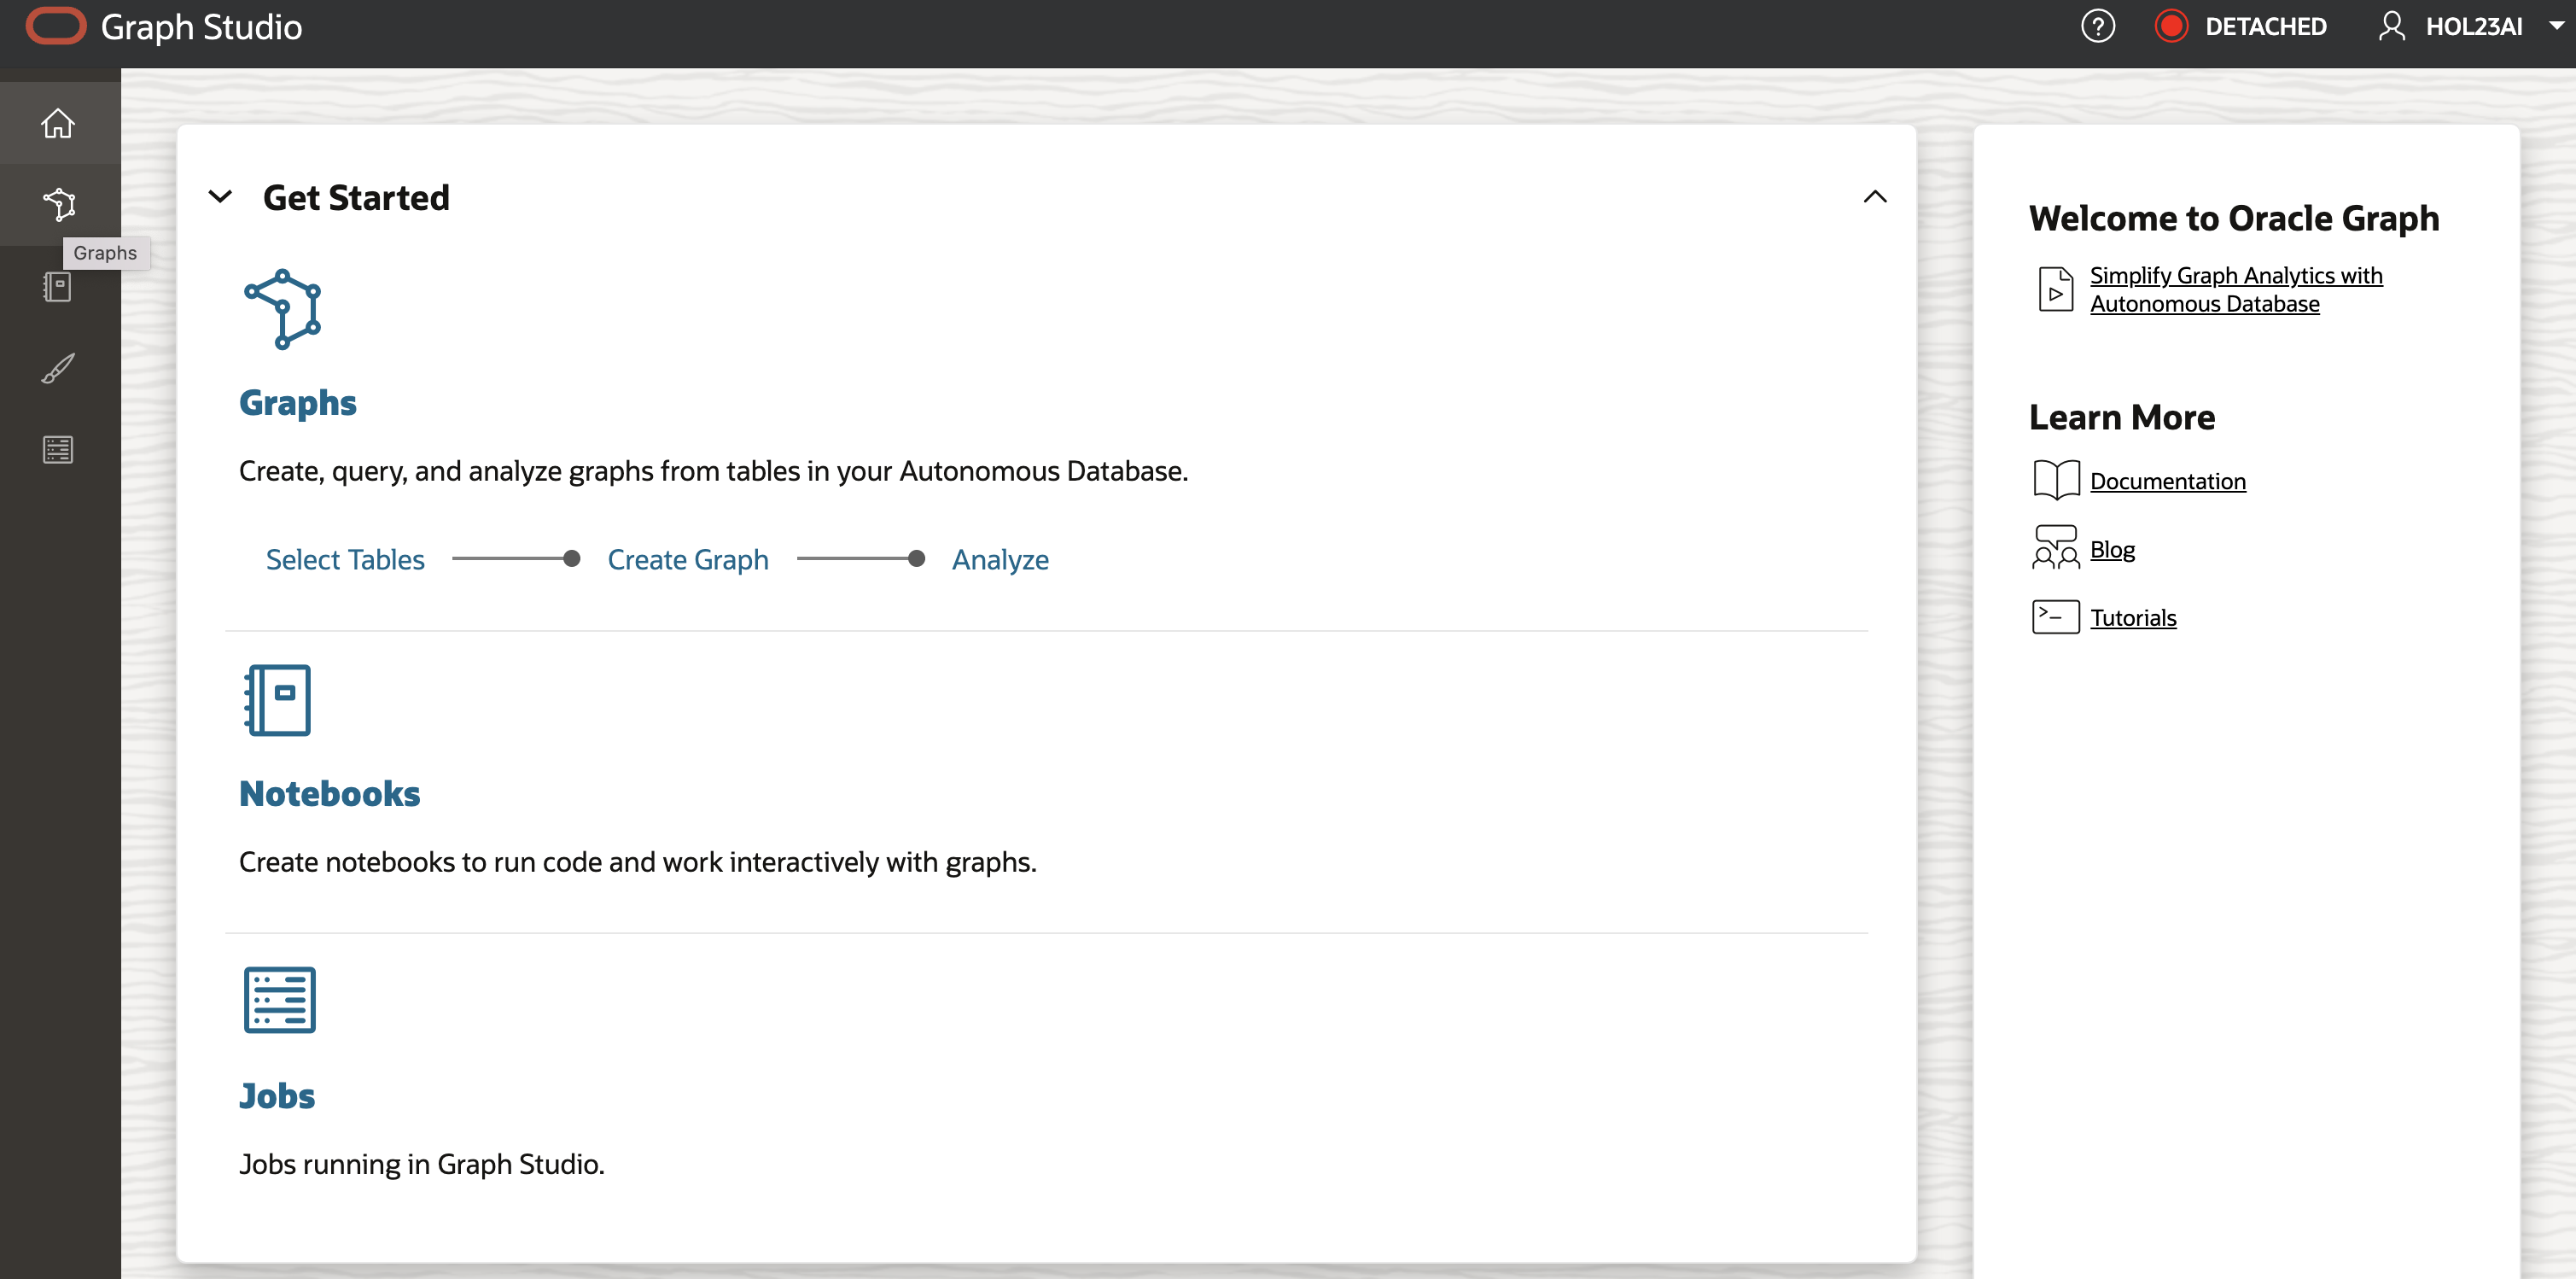 Graph Studio
DETACHED
HOL23AI
Graphs
Get Started
Graphs
Create, query, and analyze graphs from tables in your Autonomous Database.
Select Tables
Create Graph
Analyze
Notebooks
Create notebooks to run code and work interactively with graphs.
Jobs
Jobs running in Graph Studio.
Welcome to Oracle Graph
Simplify Graph Analytics with
Autonomous Database
Learn More
Documentation
Blog
Tutorials